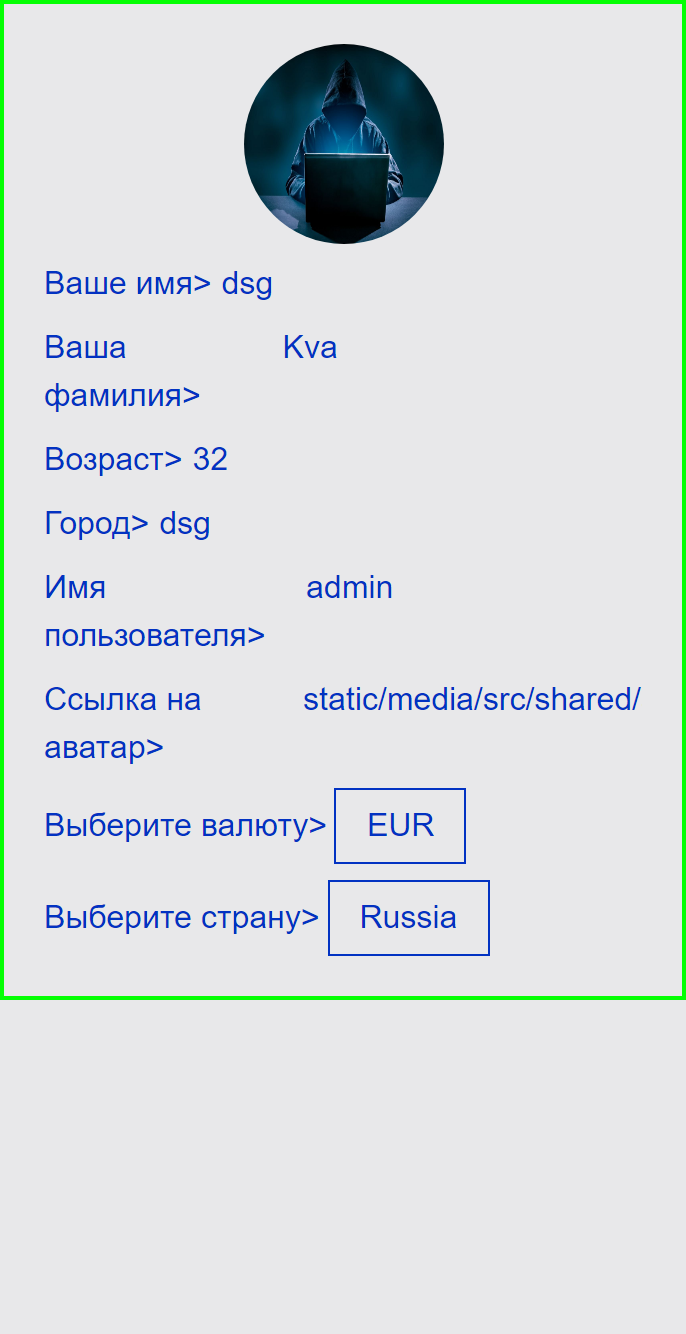 Ваше имя> dsg
Ваша Kva
фамилия>
Возраст> 32
Город> dsg
Имя admin
пользователя>
Ссылка на static/media/src/shared/
аватар>
Выберите валюту> EUR
Выберите страну> Russia